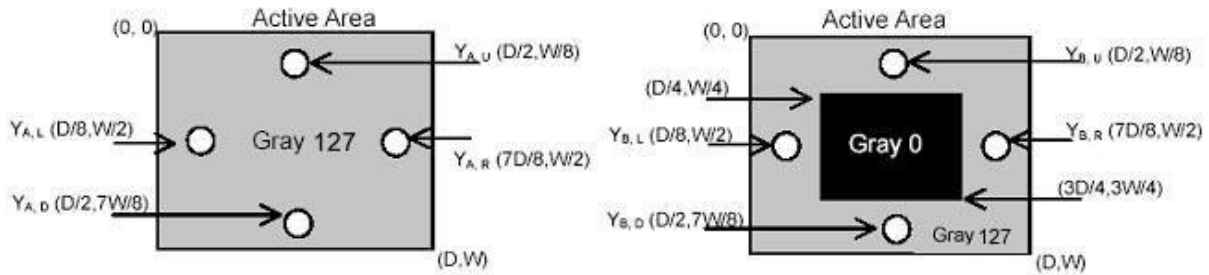 Active Area
(0, 0)
Y_A, U (D/2,W/8)
Y_A, L (D/8,W/2)
Gray 127
Y_A, R (7D/8,W/2)
Y_A, D (D/2,7W/8)
(D,W)
Active Area
(0, 0)
Y_B, U (D/2,W/8)
(D/4,W/4)
Y_B, L (D/8,W/2)
Gray 0
Y_B, R (7D/8,W/2)
(3D/4,3W/4)
Y_B, D (D/2,7W/8)
Gray 127
(D,W)